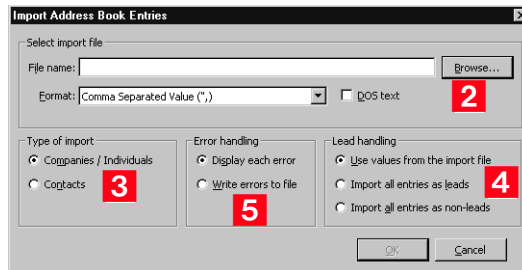 Import Address Book Entries
Select import file
File name:
Browse...
2
Format: Comma Separated Value (",)
DOS text
Type of import
Companies / Individuals
Contacts
3
Error handling
Display each error
Write errors to file
5
Lead handling
Use values from the import file
Import all entries as leads
Import all entries as non-leads
4
OK
Cancel